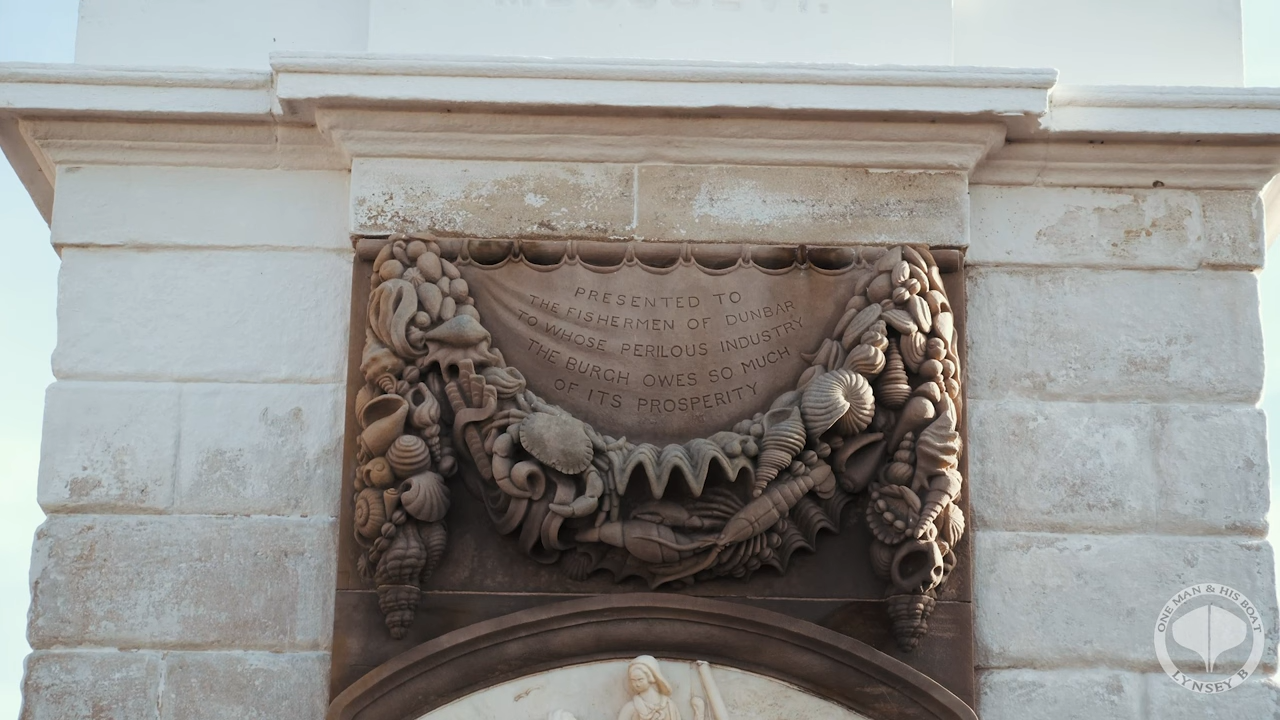 PRESENTED TO
THE FISHERMEN OF DUNBAR
TO WHOSE PERILOUS INDUSTRY
THE BURGH OWES SO MUCH
OF ITS PROSPERITY
ONE MAN & HIS BOAT
LYNSEY B